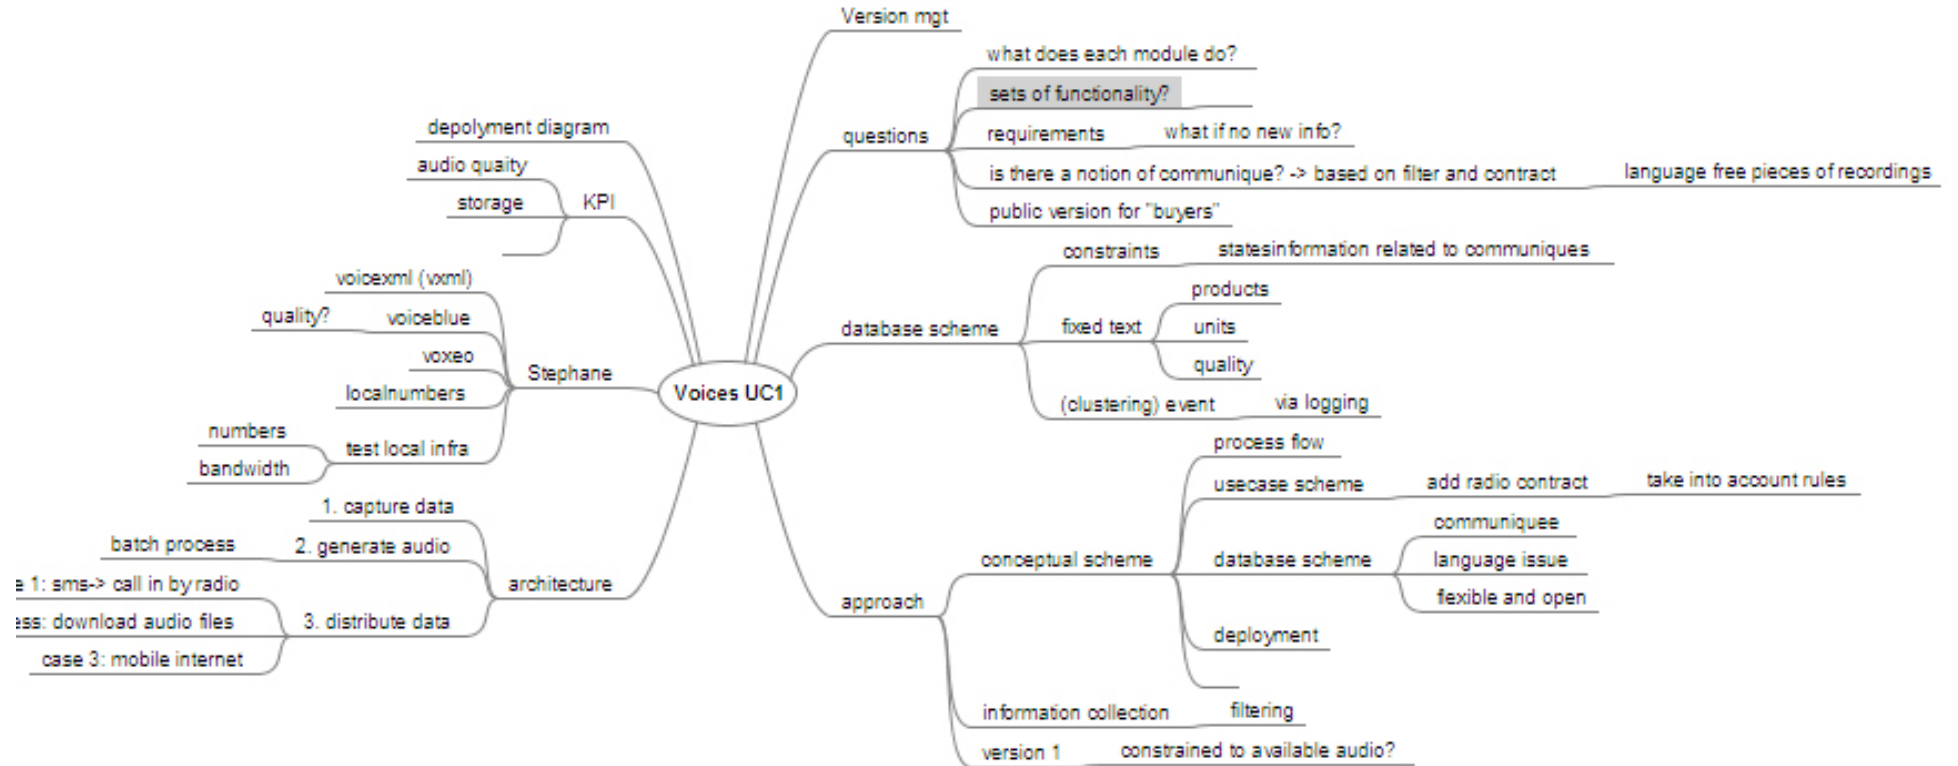 Version mgt
what does each module do?
sets of functionality?
questions
requirements
what if no new info?
is there a notion of communique? -> based on filter and contract
language free pieces of recordings
public version for "buyers"
database scheme
constraints
statesinformation related to communiques
fixed text
products
units
quality
(clustering) event
via logging
Voices UC1
approach
conceptual scheme
process flow
usecase scheme
add radio contract
take into account rules
database scheme
communiquee
language issue
flexible and open
deployment
information collection
filtering
version 1
constrained to available audio?
depolyment diagram
KPI
audio quaity
storage
Stephane
voicexml (vxml)
voiceblue
quality?
voxeo
localnumbers
test local infra
numbers
bandwidth
architecture
1. capture data
2. generate audio
batch process
3. distribute data
e 1: sms-> call in by radio
ess: download audio files
case 3: mobile internet